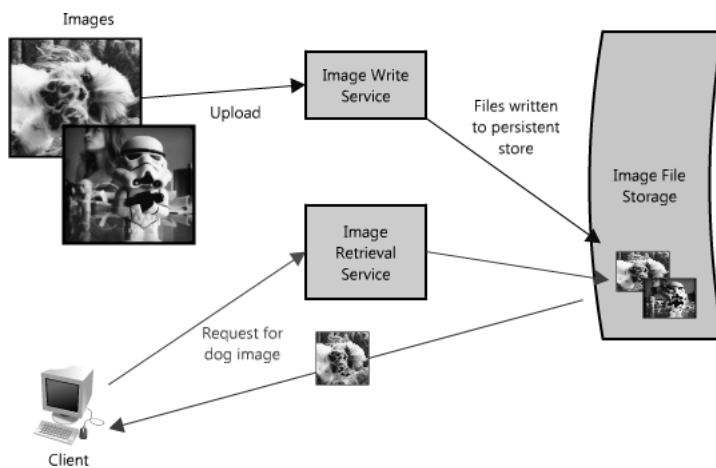 Images
Image Write
Service
Upload
Files written
to persistent
store
Image File
Storage
Image
Retrieval
Service
Request for
dog image
Client